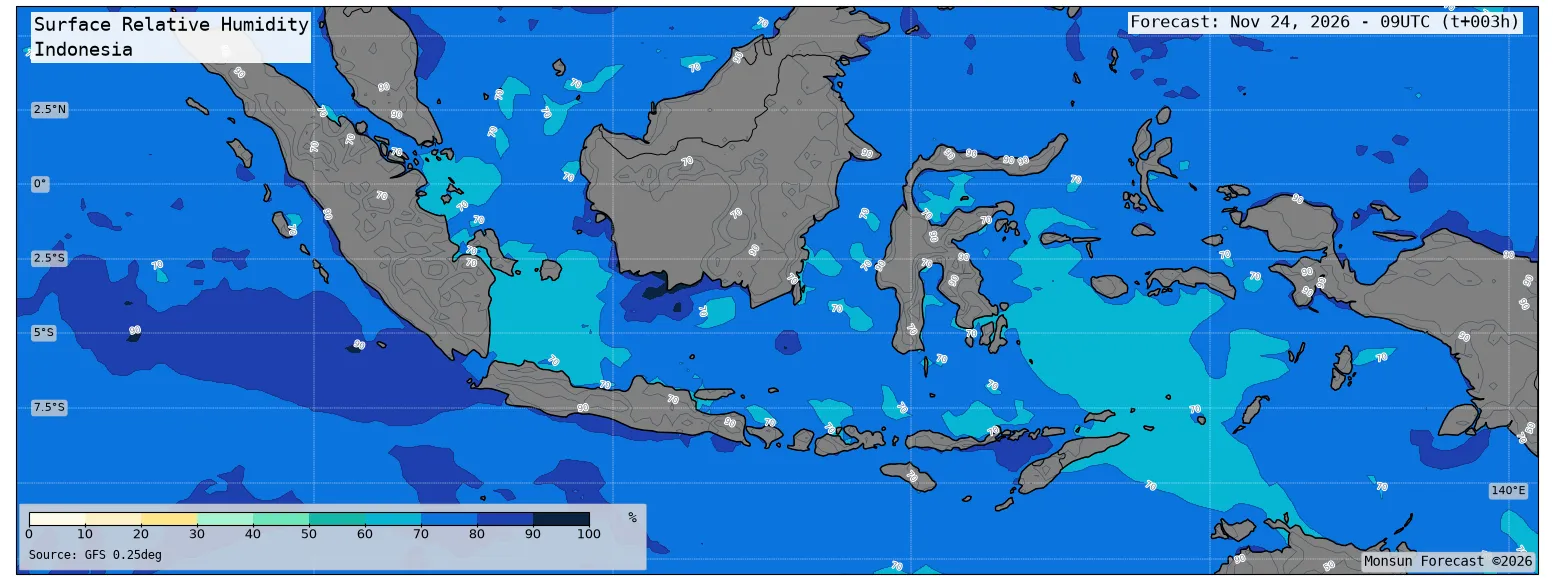 Surface Relative Humidity
Indonesia
Forecast: Nov 24, 2026 - 09UTC (t+003h)
2.5°N
0°
2.5°S
5°S
7.5°S
140°E
%
0 10 20 30 40 50 60 70 80 90 100
Source: GFS 0.25deg
Monsun Forecast ©2026